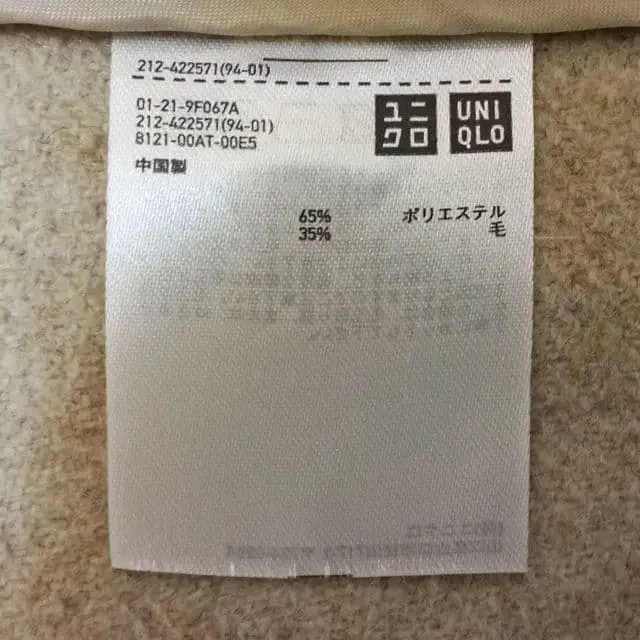 212-422571(94-01)
01-21-9F067A
212-422571(94-01)
8121-00AT-00E5
中国製
ユニ
クロ
UNI
QLO
65% ポリエステル
35% 毛